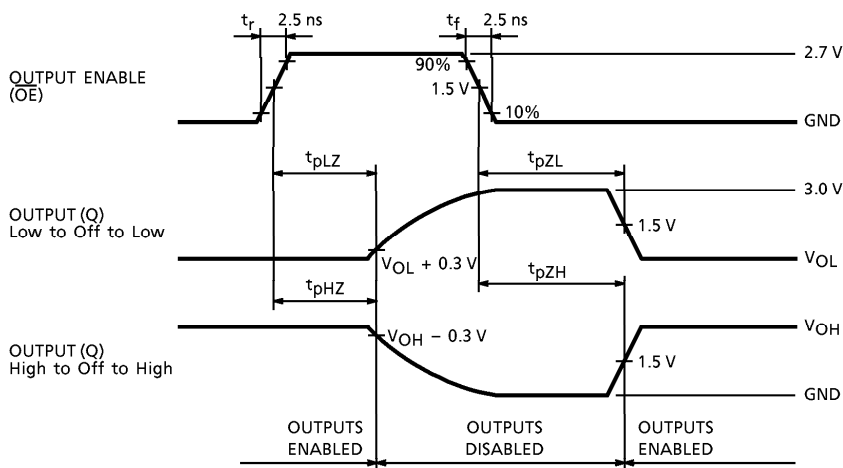 tr 2.5 ns tf 2.5 ns
2.7 V
90%
OUTPUT ENABLE
(OE)
1.5 V
10%
GND
tpLZ tpZL
3.0 V
OUTPUT (Q)
Low to Off to Low
1.5 V
VOL + 0.3 V
VOL
tpHZ tpZH
VOH
VOH − 0.3 V
OUTPUT (Q)
High to Off to High
1.5 V
GND
OUTPUTS ENABLED
OUTPUTS DISABLED
OUTPUTS ENABLED